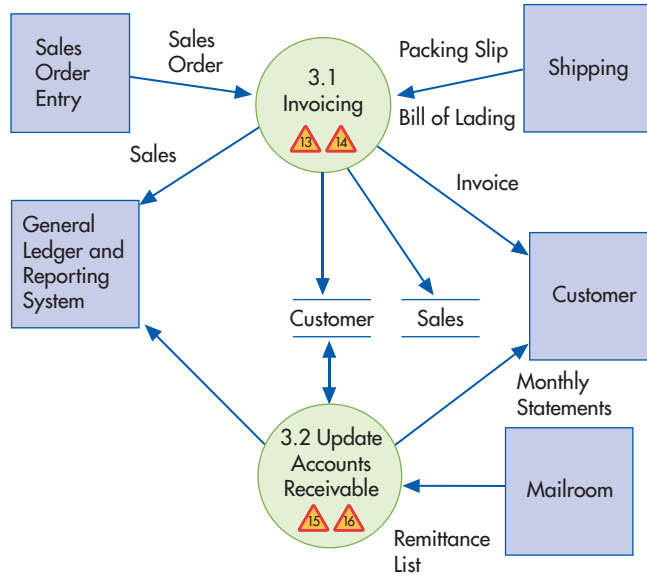 Sales
Order
Entry
Sales
Order
3.1
Invoicing
13 14
Packing Slip
Bill of Lading
Shipping
Sales
Invoice
General
Ledger and
Reporting
System
Customer
Sales
Customer
Monthly
Statements
3.2 Update
Accounts
Receivable
15 16
Remittance
List
Mailroom